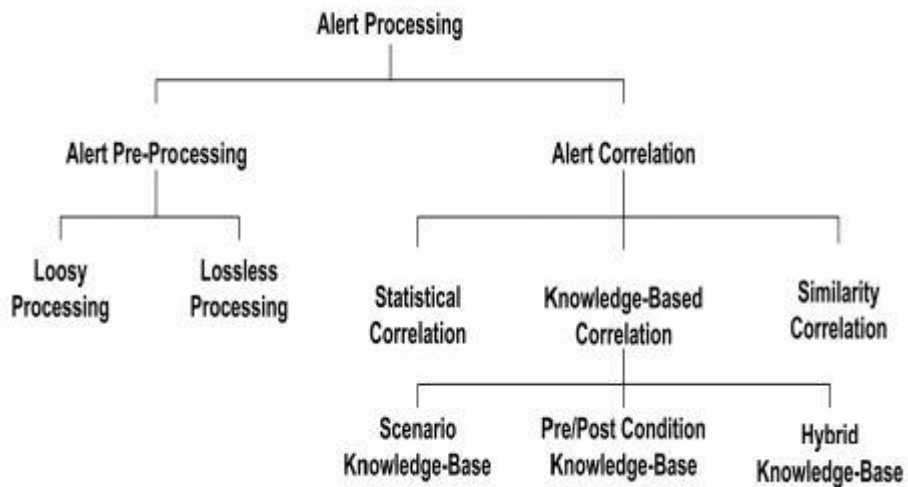 Alert Processing
Alert Pre-Processing
Alert Correlation
Loosy
Processing
Lossless
Processing
Statistical
Correlation
Knowledge-Based
Correlation
Similarity
Correlation
Scenario
Knowledge-Base
Pre/Post Condition
Knowledge-Base
Hybrid
Knowledge-Base